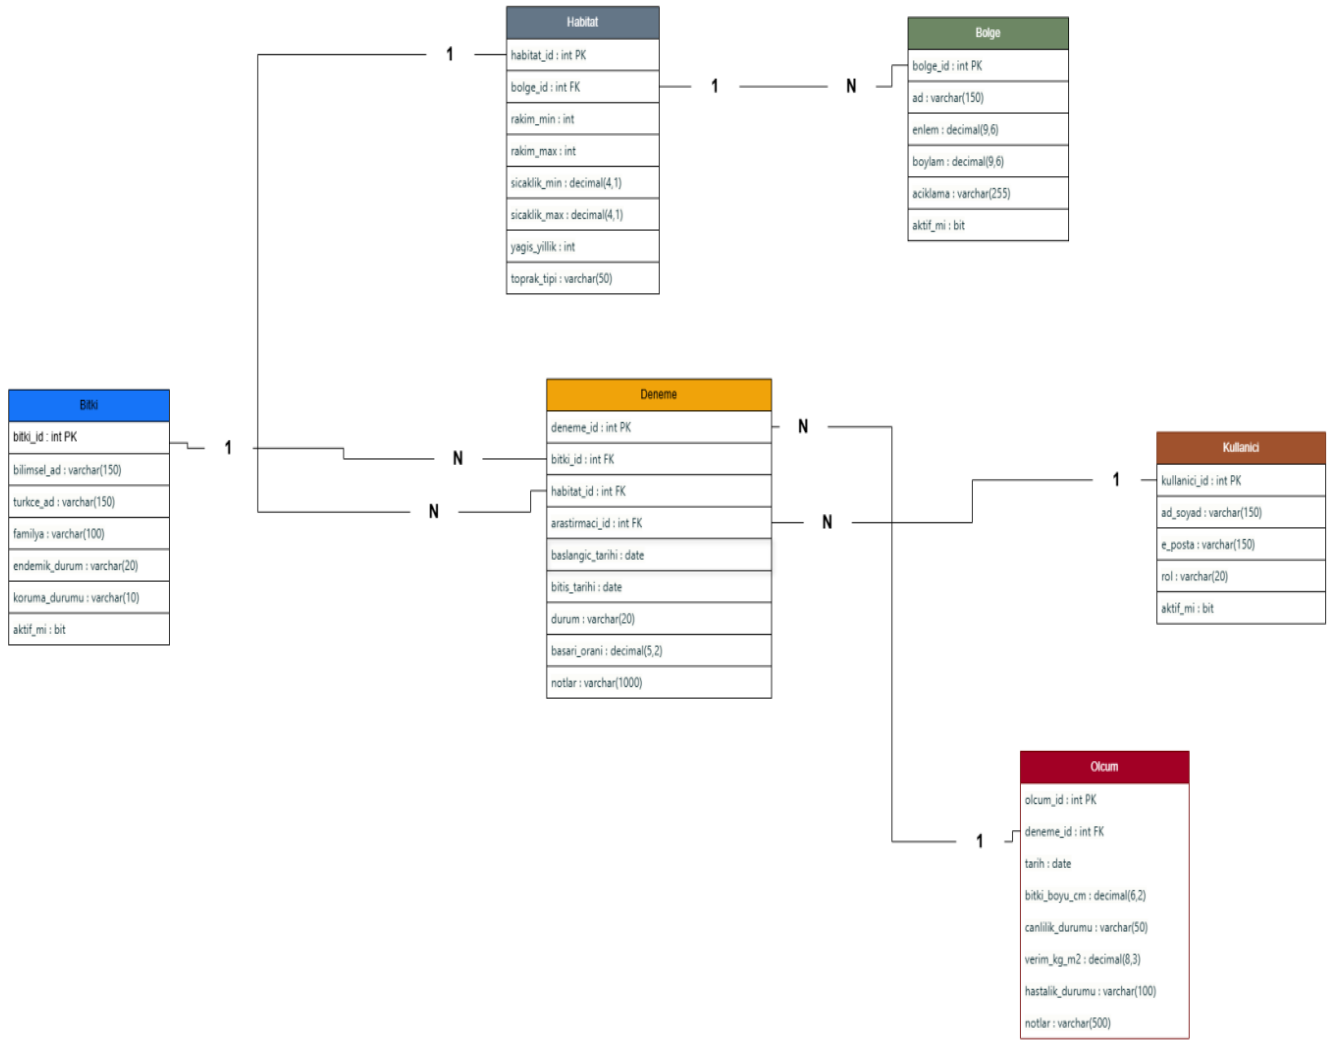 Habitat
habitat_id : int PK
bolge_id : int FK
rakim_min : int
rakim_max : int
sicaklik_min : decimal(4,1)
sicaklik_max : decimal(4,1)
yagis_yillik : int
toprak_tipi : varchar(50)
1
1
N
Bolge
bolge_id : int PK
ad : varchar(150)
enlem : decimal(9,6)
boylam : decimal(9,6)
aciklama : varchar(255)
aktif_mi : bit
Bitki
bitki_id : int PK
bilimsel_ad : varchar(150)
turkce_ad : varchar(150)
familya : varchar(100)
endemik_durum : varchar(20)
koruma_durumu : varchar(10)
aktif_mi : bit
1
N
N
Deneme
deneme_id : int PK
bitki_id : int FK
habitat_id : int FK
arastirmaci_id : int FK
baslangic_tarihi : date
bitis_tarihi : date
durum : varchar(20)
basari_orani : decimal(5,2)
notlar : varchar(1000)
N
N
1
Kullanici
kullanici_id : int PK
ad_soyad : varchar(150)
e_posta : varchar(150)
rol : varchar(20)
aktif_mi : bit
1
Olcum
olcum_id : int PK
deneme_id : int FK
tarih : date
bitki_boyu_cm : decimal(6,2)
canlilik_durumu : varchar(50)
verim_kg_m2 : decimal(8,3)
hastalik_durumu : varchar(100)
notlar : varchar(500)